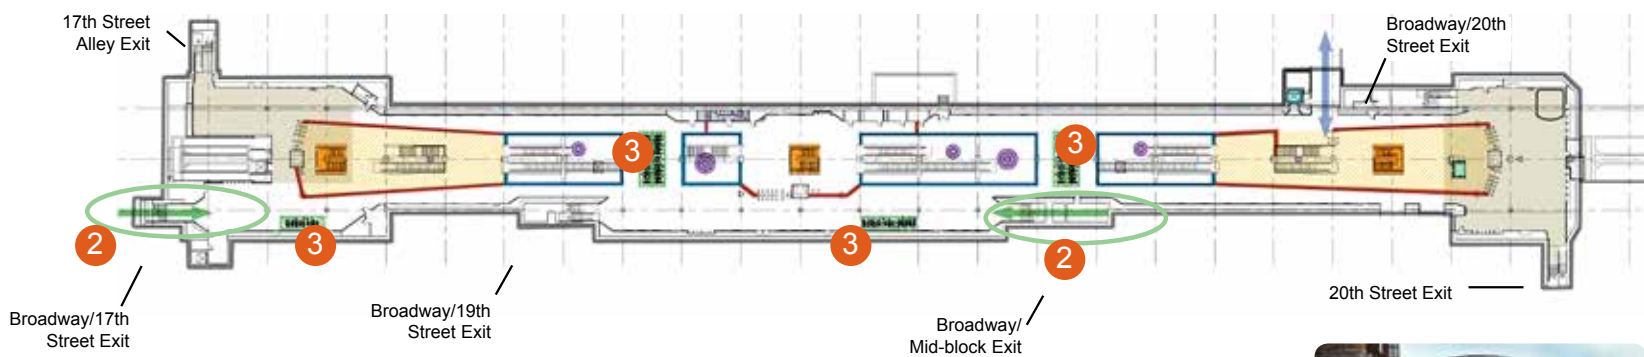 17th Street
Alley Exit
Broadway/20th
Street Exit
3
3
2
3
3
2
Broadway/17th
Street Exit
Broadway/19th
Street Exit
Broadway/
Mid-block Exit
20th Street Exit